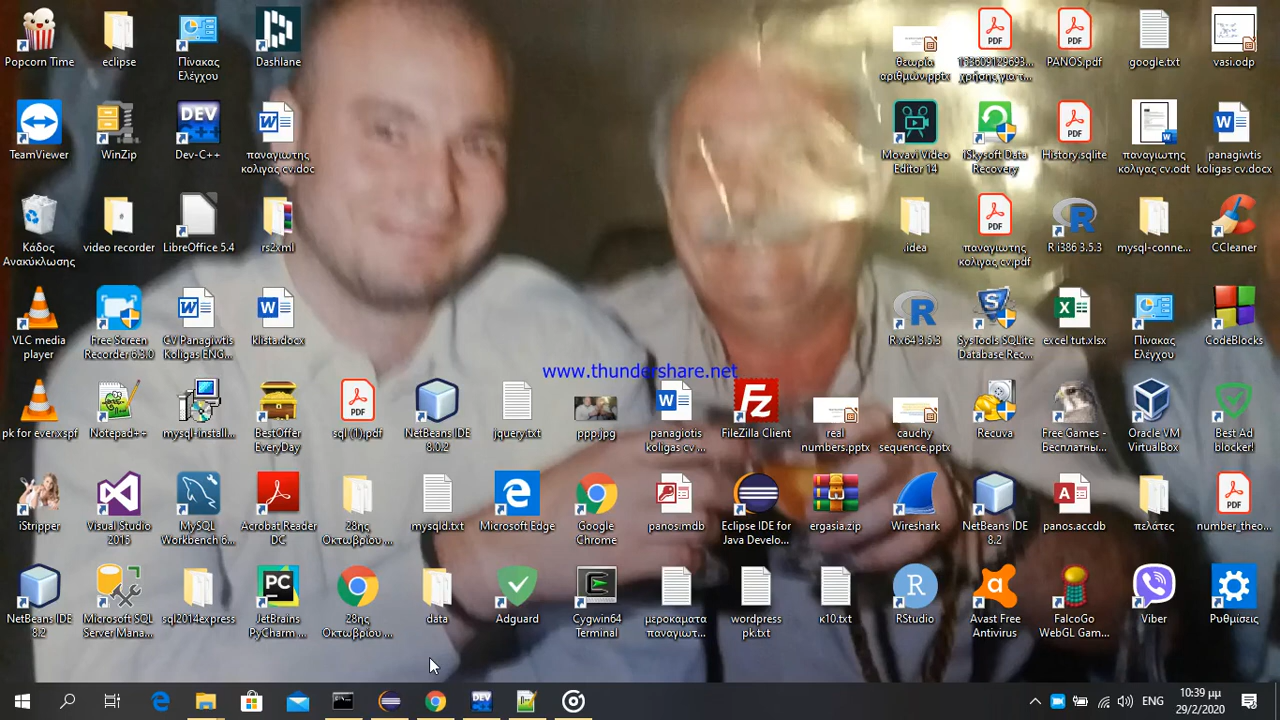 Popcorn Time
eclipse
Πίνακας
Ελέγχου
Dashlane
θεωρία
αριθμών.pptx
χρήσης για τ...
PANOS.pdf
google.txt
vasi.odp
TeamViewer
WinZip
DEV
C++
Dev-C++
παναγιωτης
κολιγας cv.doc
Movavi Video
Editor 14
iSkysoft Data
Recovery
History.sqlite
παναγιώτης
κολιγας cv.odt
panagiwtis
koligas cv.docx
Κάδος
Ανακύκλωσης
video recorder
LibreOffice 5.4
rs2xml
.idea
παναγιωτης
κολιγας cv.pdf
R i386 3.5.3
mysql-conne...
CCleaner
VLC media
player
Free Screen
Recorder 6.3.0
CV Panagiwtis
Koligas ENG...
klista.docx
R x64 3.5.3
SysTools SQLite
Database Rec...
excel tut.xlsx
Πίνακας
Ελέγχου
CodeBlocks
www.thundershare.net
pk for ever.xspf
Notepad++
mysql-install...
BestOffer
EveryDay
PDF
sql (1).pdf
NetBeans IDE
8.0.2
jquery.txt
ppp.jpg
panagiotis
koligas cv ...
FileZilla Client
real
numbers.pptx
cauchy
sequence.pptx
Recuva
Free Games -
Бесплатны...
Oracle VM
VirtualBox
Best Ad
blocker!
iStripper
Visual Studio
2015
MySQL
Workbench 6...
Acrobat Reader
DC
28ης
Οκτωβρίου ...
mysqld.txt
Microsoft Edge
Google
Chrome
panos.mdb
Eclipse IDE for
Java Develo...
ergasia.zip
Wireshark
NetBeans IDE
8.2
panos.accdb
πελάτες
number_theo...
NetBeans IDE
8.2
Microsoft SQL
Server Mana...
sql2014express
PC
JetBrains
PyCharm ...
28ης
Οκτωβρίου ...
data
Adguard
Cygwin64
Terminal
μεροκαματα
παναγιωτ...
wordpress
pk.txt
κ10.txt
RStudio
Avast Free
Antivirus
FalcoGo
WebGL Gam...
Viber
Ρυθμίσεις
ENG
10:39 μμ
29/2/2020